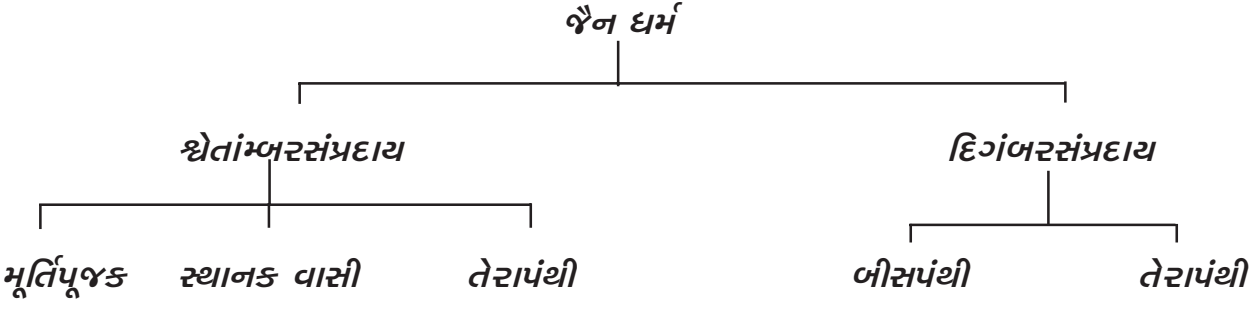 જૈન ધર્મ
શ્વેતાંમ્બરસંપ્રદાય દિગંબરસંપ્રદાય
મૂર્તિપૂજક સ્થાનક વાસી તેરાપંથી બીસપંથી તેરાપંથી